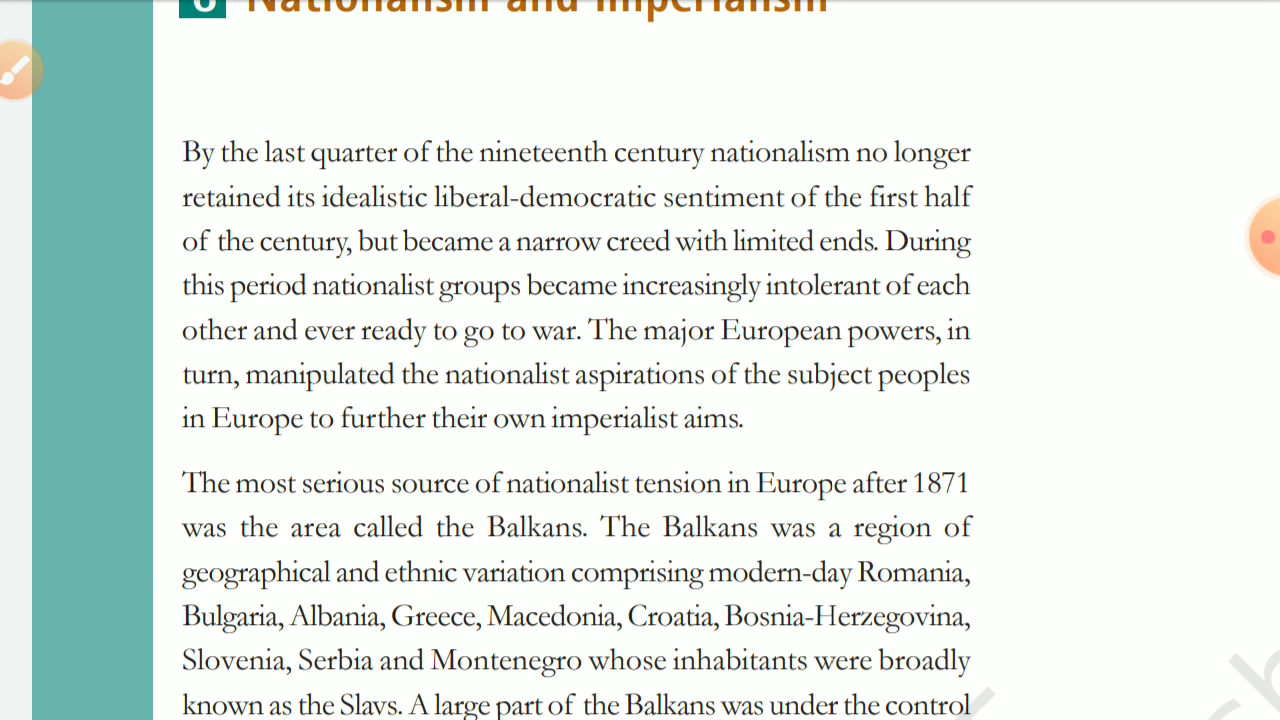 6 Nationalism and Imperialism
By the last quarter of the nineteenth century nationalism no longer
retained its idealistic liberal-democratic sentiment of the first half
of the century, but became a narrow creed with limited ends. During
this period nationalist groups became increasingly intolerant of each
other and ever ready to go to war. The major European powers, in
turn, manipulated the nationalist aspirations of the subject peoples
in Europe to further their own imperialist aims.
The most serious source of nationalist tension in Europe after 1871
was the area called the Balkans. The Balkans was a region of
geographical and ethnic variation comprising modern-day Romania,
Bulgaria, Albania, Greece, Macedonia, Croatia, Bosnia-Herzegovina,
Slovenia, Serbia and Montenegro whose inhabitants were broadly
known as the Slavs. A large part of the Balkans was under the control